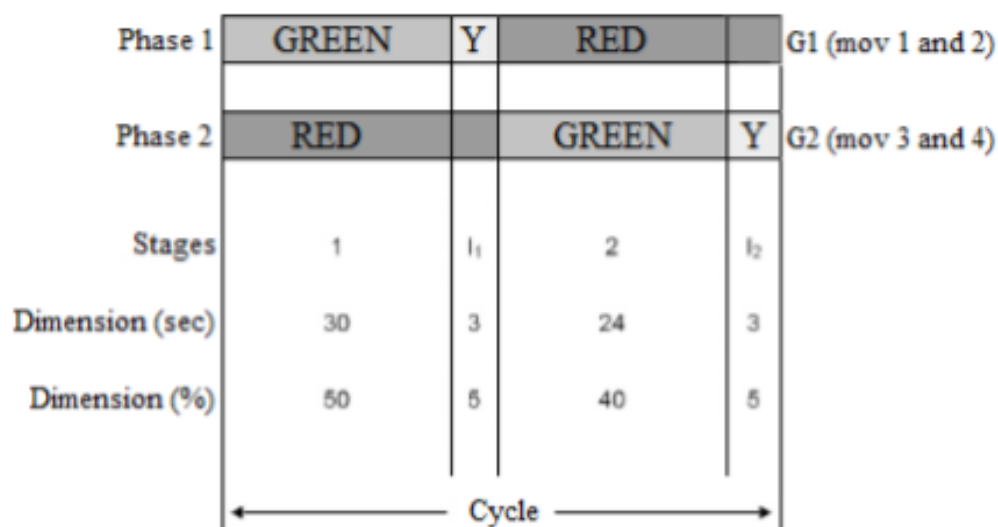 Phase 1 GREEN Y RED G1 (mov 1 and 2)
Phase 2 RED GREEN Y G2 (mov 3 and 4)
Stages 1 I₁ 2 I₂
Dimension (sec) 30 3 24 3
Dimension (%) 50 5 40 5
Cycle